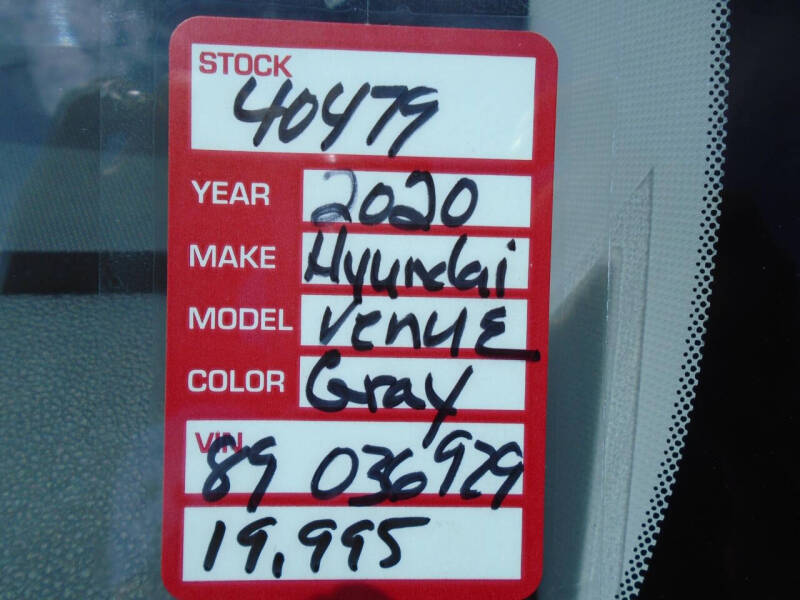 STOCK
40479
YEAR 2020
MAKE Hyundai
MODEL Venue
COLOR Gray
VIN
89 036929
19,995